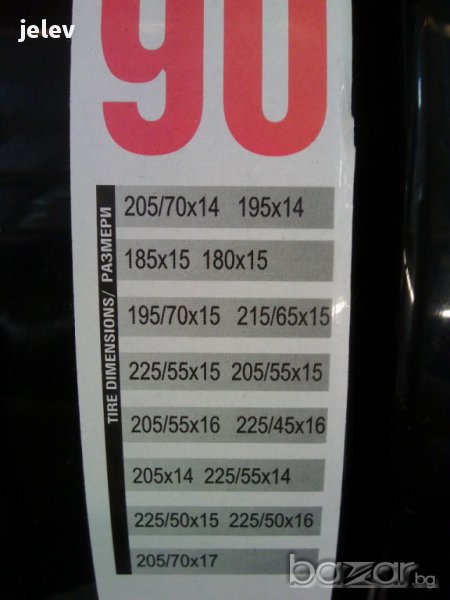 jelev
90
TIRE DIMENSIONS/ РАЗМЕРИ
205/70x14 195x14
185x15 180x15
195/70x15 215/65x15
225/55x15 205/55x15
205/55x16 225/45x16
205x14 225/55x14
225/50x15 225/50x16
205/70x17
bazar.bg